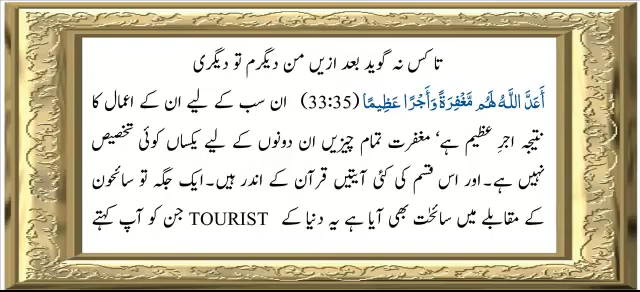 تا کس نہ گوید بعد ازیں من دیگرم تو دیگری
أَعَدَّ اللَّهُ لَهُم مَّغْفِرَةً وَأَجْرًا عَظِيمًا (33:35) ان سب کے لیے ان کے اعمال کا
نتیجہ اجرِ عظیم ہے‘ مغفرت تمام چیزیں ان دونوں کے لیے یکساں کوئی تخصیص
نہیں ہے۔ اور اس قسم کی کئی آیتیں قرآن کے اندر ہیں۔ ایک جگہ تو سائحون
کے مقابلے میں سائحٰت بھی آیا ہے یہ دنیا کے TOURIST جن کو آپ کہتے